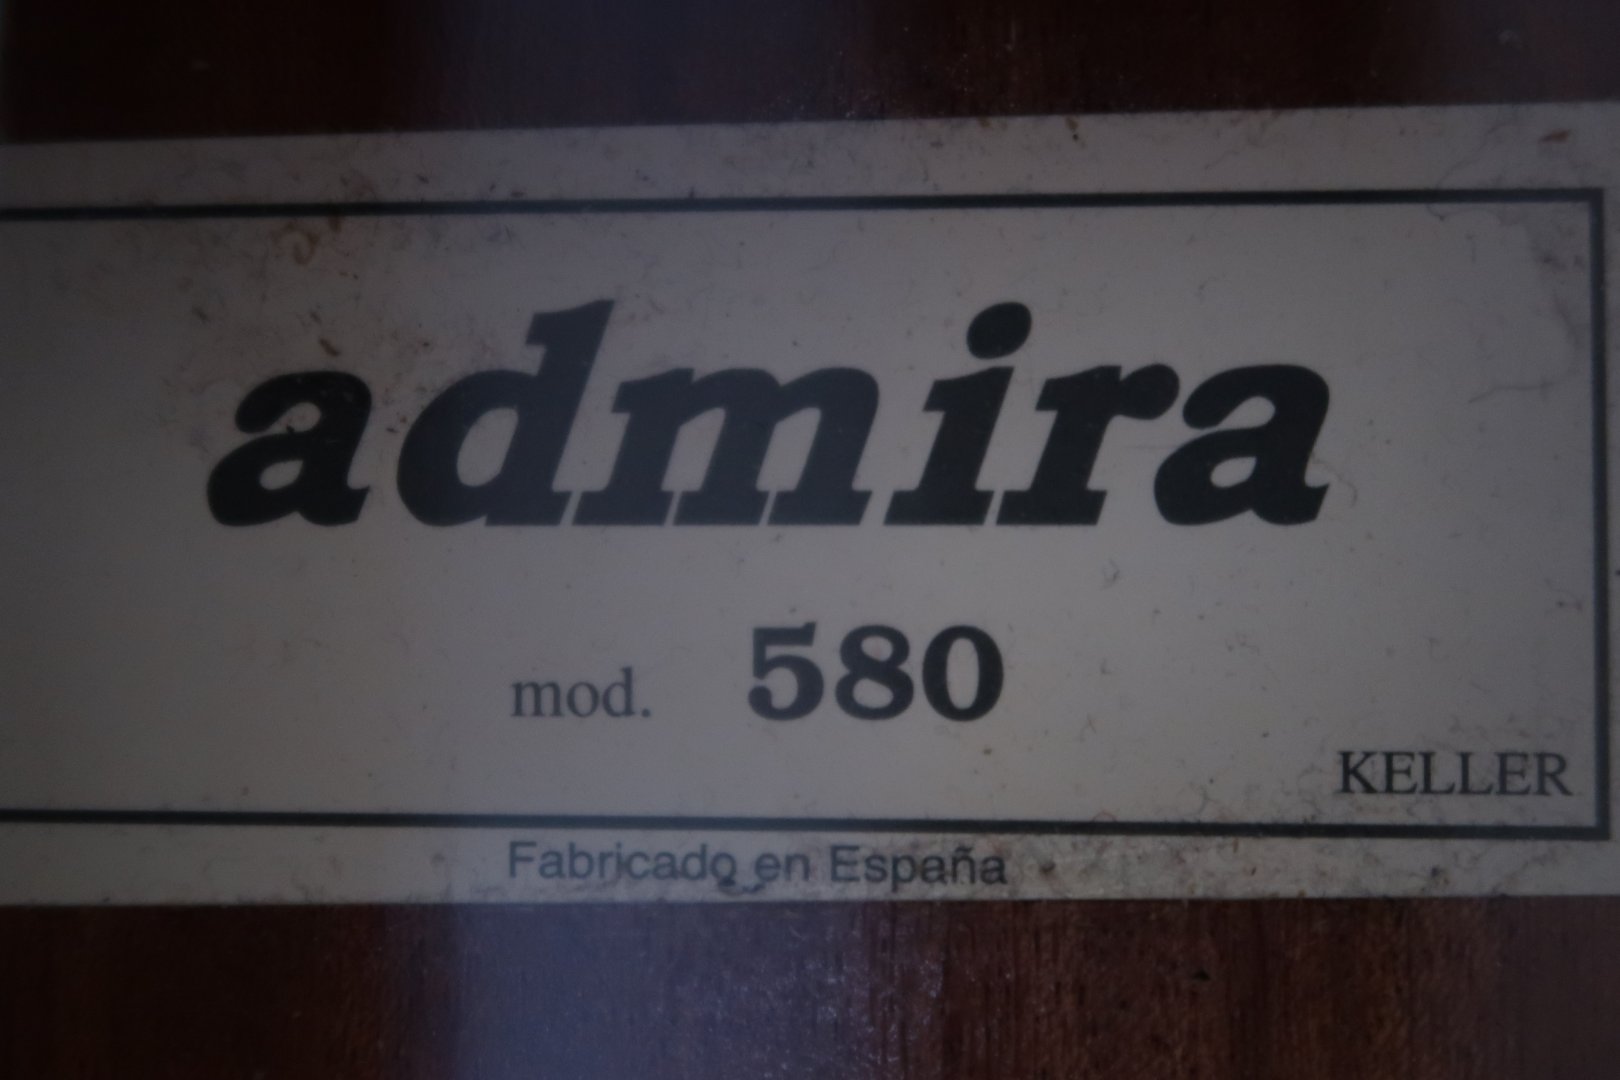 admira
mod. 580
KELLER
Fabricado en España